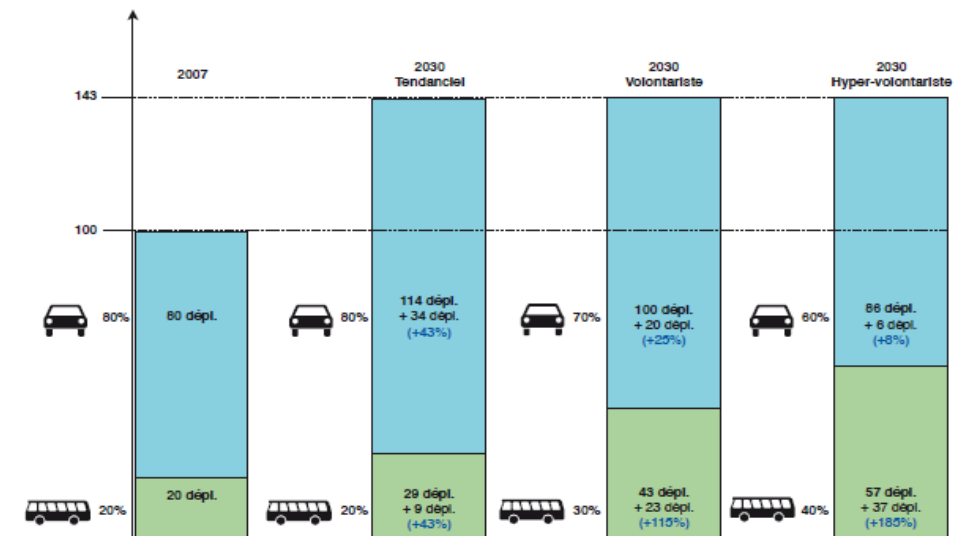 2007
2030
Tendanciel
2030
Volontariste
2030
Hyper-volontariste
143
100
80%
80 dépl.
80%
114 dépl.
+ 34 dépl.
(+43%)
70%
100 dépl.
+ 20 dépl.
(+25%)
60%
86 dépl.
+ 6 dépl.
(+8%)
20%
20 dépl.
20%
29 dépl.
+ 9 dépl.
(+43%)
30%
43 dépl.
+ 23 dépl.
(+115%)
40%
57 dépl.
+ 37 dépl.
(+185%)